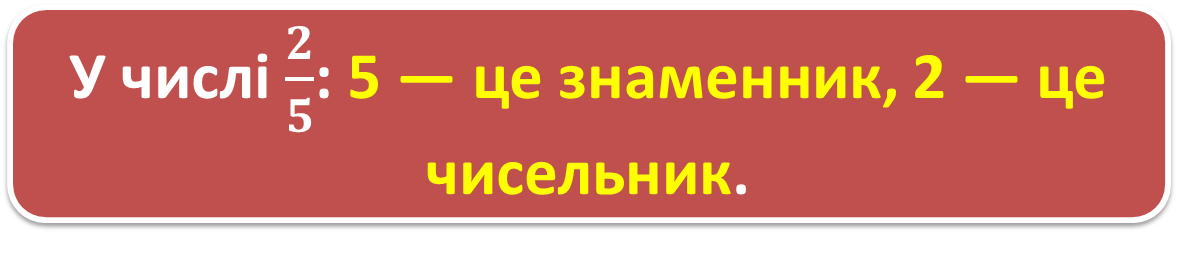 У числі 2/5: 5 — це знаменник, 2 — це
чисельник.